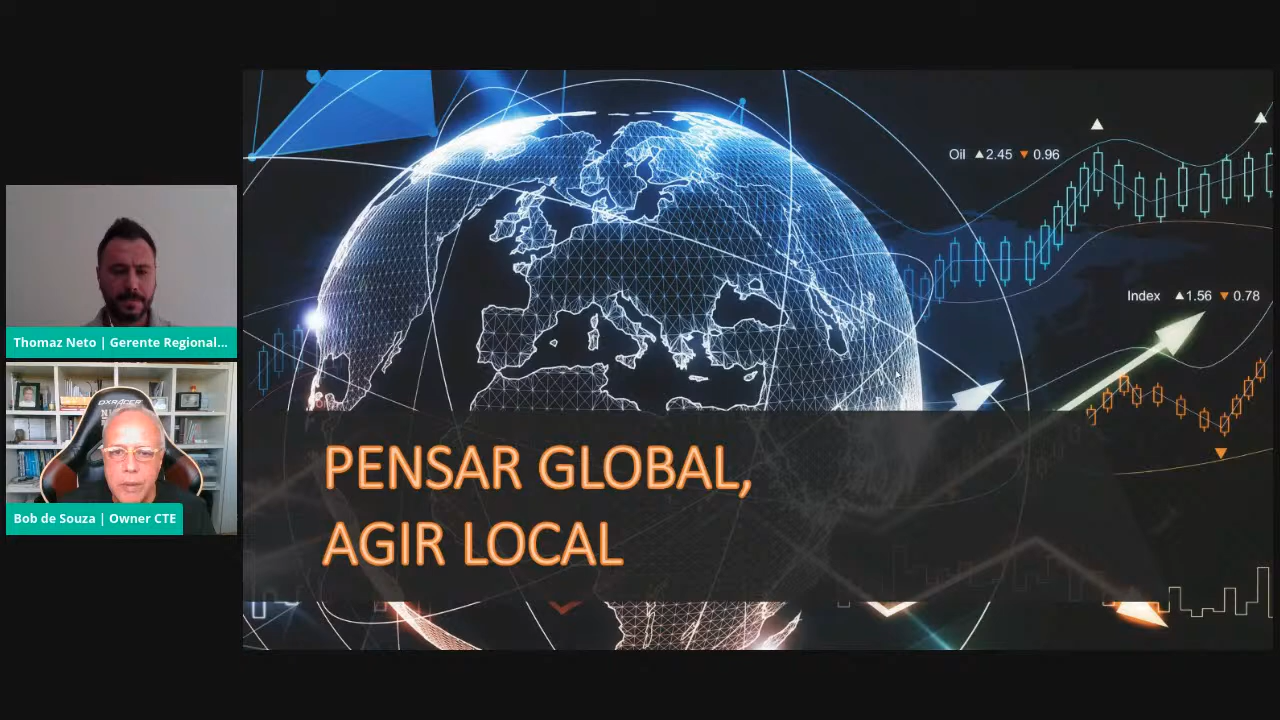 Oil ▲2.45 ▼0.96
Index ▲1.56 ▼0.78
Thomaz Neto | Gerente Regional...
DXRACER
Bob de Souza | Owner CTE
PENSAR GLOBAL,
AGIR LOCAL